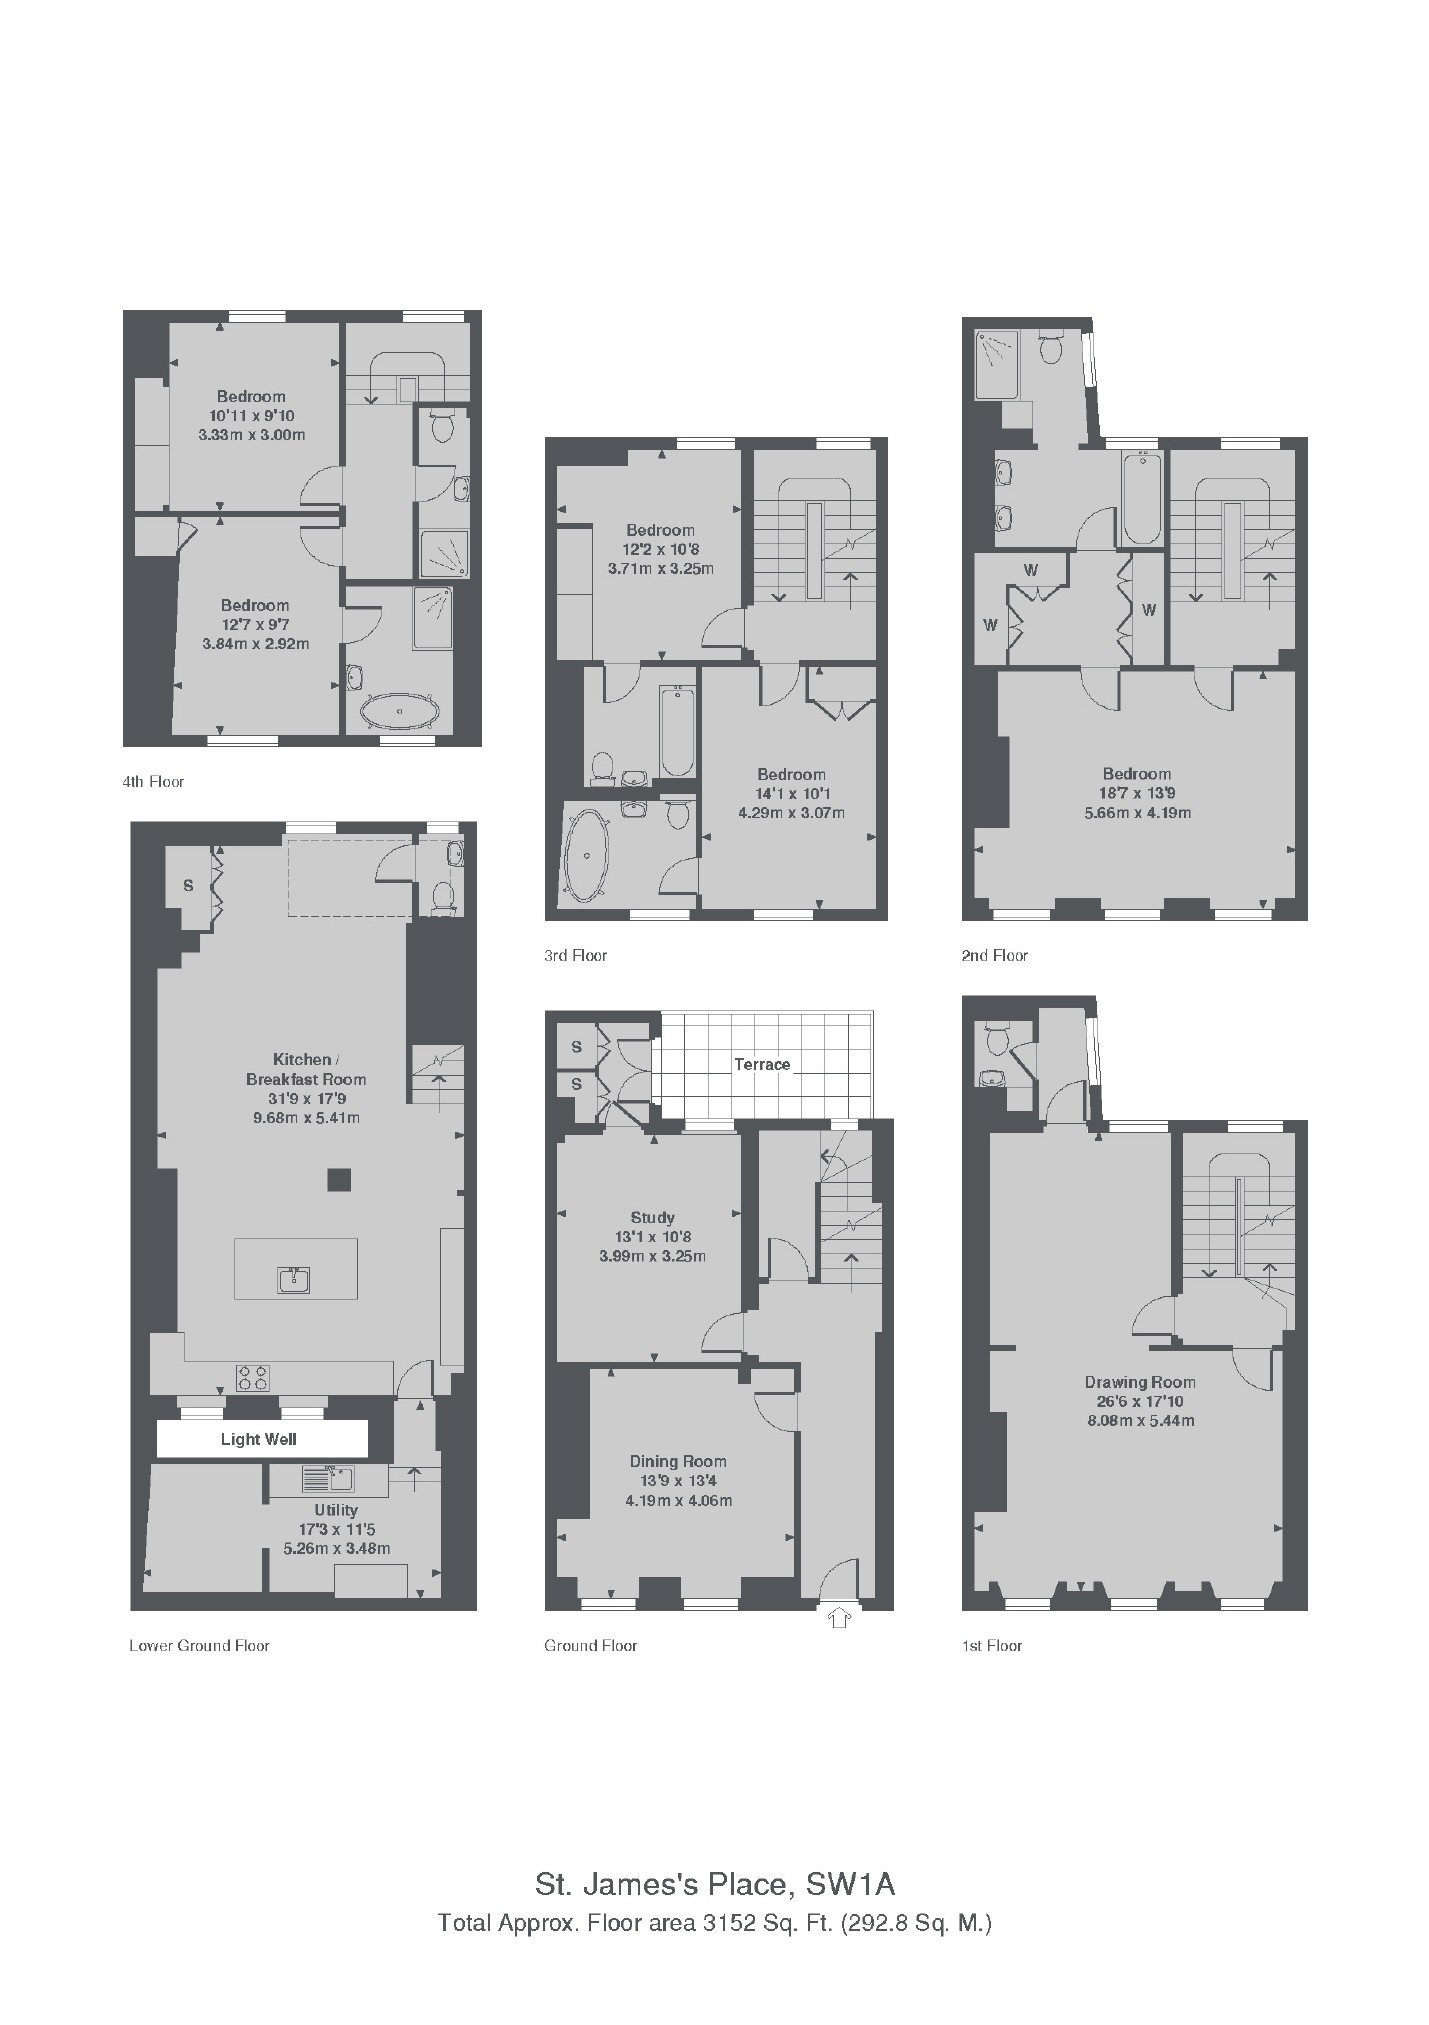 Bedroom
10'11 x 9'10
3.33m x 3.00m
Bedroom
12'7 x 9'7
3.84m x 2.92m
4th Floor
Bedroom
12'2 x 10'8
3.71m x 3.25m
Bedroom
14'1 x 10'1
4.29m x 3.07m
3rd Floor
W
W
W
Bedroom
18'7 x 13'9
5.66m x 4.19m
2nd Floor
S
Kitchen /
Breakfast Room
31'9 x 17'9
9.68m x 5.41m
Light Well
Utility
17'3 x 11'5
5.26m x 3.48m
Lower Ground Floor
S
S
Terrace
Study
13'1 x 10'8
3.99m x 3.25m
Dining Room
13'9 x 13'4
4.19m x 4.06m
Ground Floor
Drawing Room
26'6 x 17'10
8.08m x 5.44m
1st Floor
St. James's Place, SW1A
Total Approx. Floor area 3152 Sq. Ft. (292.8 Sq. M.)